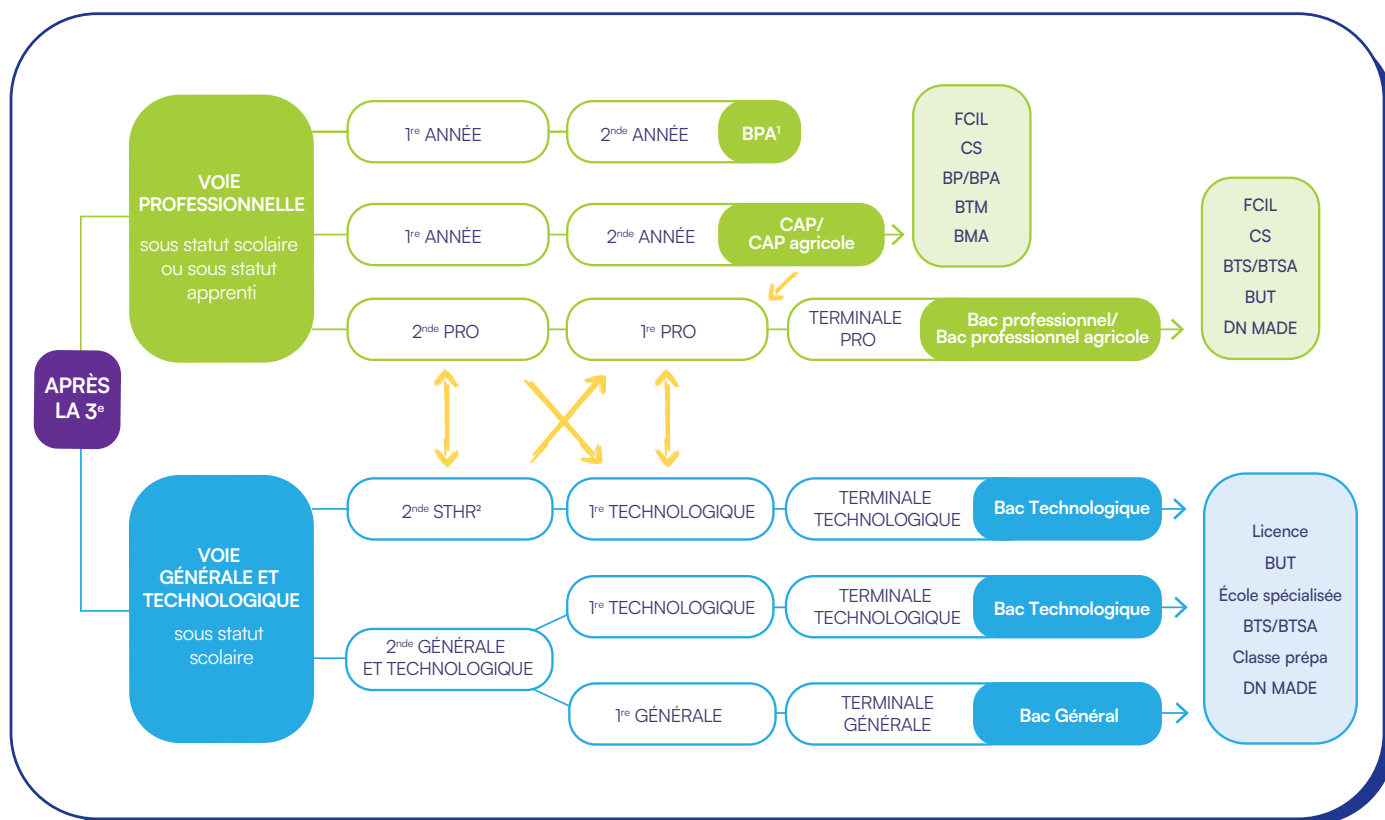 APRÈS
LA 3e
VOIE
PROFESSIONNELLE
sous statut scolaire
ou sous statut
apprenti
1re ANNÉE
2nde ANNÉE
BPA¹
1re ANNÉE
2nde ANNÉE
CAP/
CAP agricole
FCIL
CS
BP/BPA
BTM
BMA
2nde PRO
1re PRO
TERMINALE
PRO
Bac professionnel/
Bac professionnel agricole
FCIL
CS
BTS/BTSA
BUT
DN MADE
VOIE
GÉNÉRALE ET
TECHNOLOGIQUE
sous statut
scolaire
2nde STHR²
1re TECHNOLOGIQUE
TERMINALE
TECHNOLOGIQUE
Bac Technologique
2nde GÉNÉRALE
ET TECHNOLOGIQUE
1re TECHNOLOGIQUE
TERMINALE
TECHNOLOGIQUE
Bac Technologique
1re GÉNÉRALE
TERMINALE
GÉNÉRALE
Bac Général
Licence
BUT
École spécialisée
BTS/BTSA
Classe prépa
DN MADE